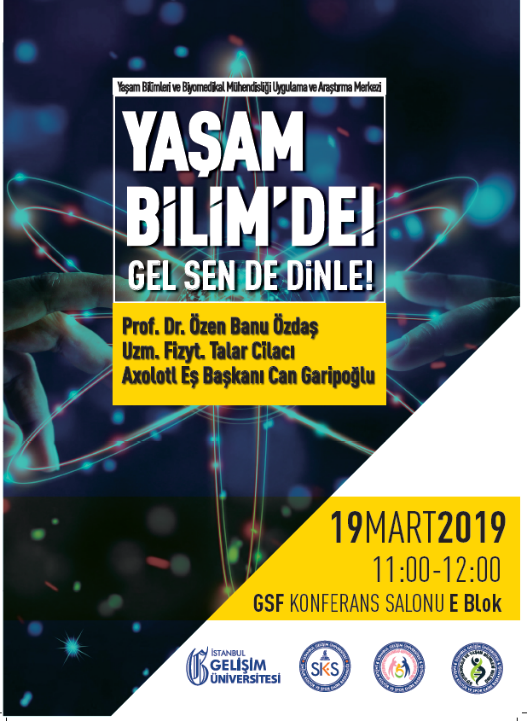 Yaşam Bilimleri ve Biyomedikal Mühendisliği Uygulama ve Araştırma Merkezi
YAŞAM
BİLİM'DE!
GEL SEN DE DİNLE!
Prof. Dr. Özen Banu Özdaş
Uzm. Fizyt. Talar Cilacı
Axolotl Eş Başkanı Can Garipoğlu
19MART2019
11:00-12:00
GSF KONFERANS SALONU E Blok
İSTANBUL
GELİŞİM
ÜNİVERSİTESİ
SKS